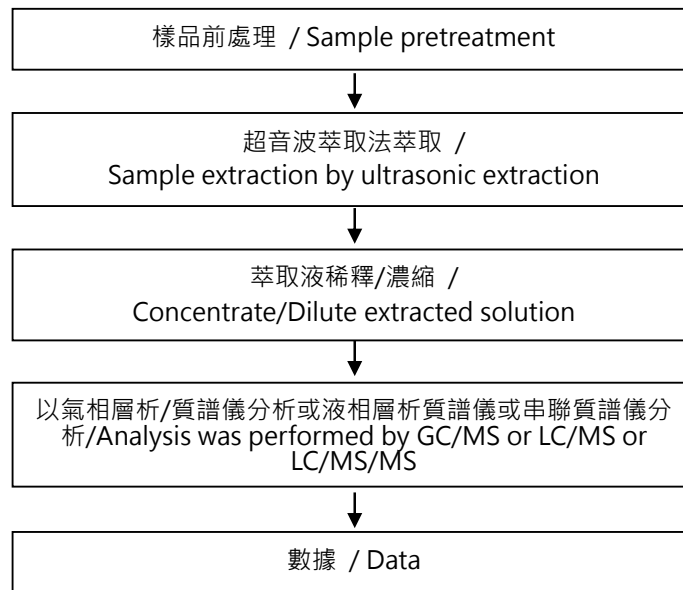 樣品前處理 / Sample pretreatment
超音波萃取法萃取 /
Sample extraction by ultrasonic extraction
萃取液稀釋/濃縮 /
Concentrate/Dilute extracted solution
以氣相層析/質譜儀分析或液相層析質譜儀或串聯質譜儀分
析/Analysis was performed by GC/MS or LC/MS or
LC/MS/MS
數據 / Data